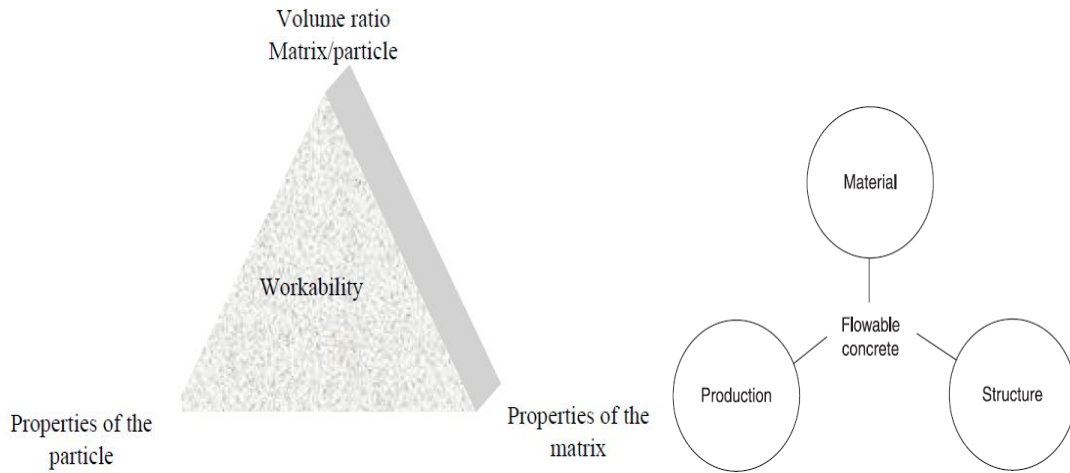 Volume ratio
Matrix/particle
Workability
Properties of the
particle
Properties of the
matrix
Material
Flowable
concrete
Production
Structure